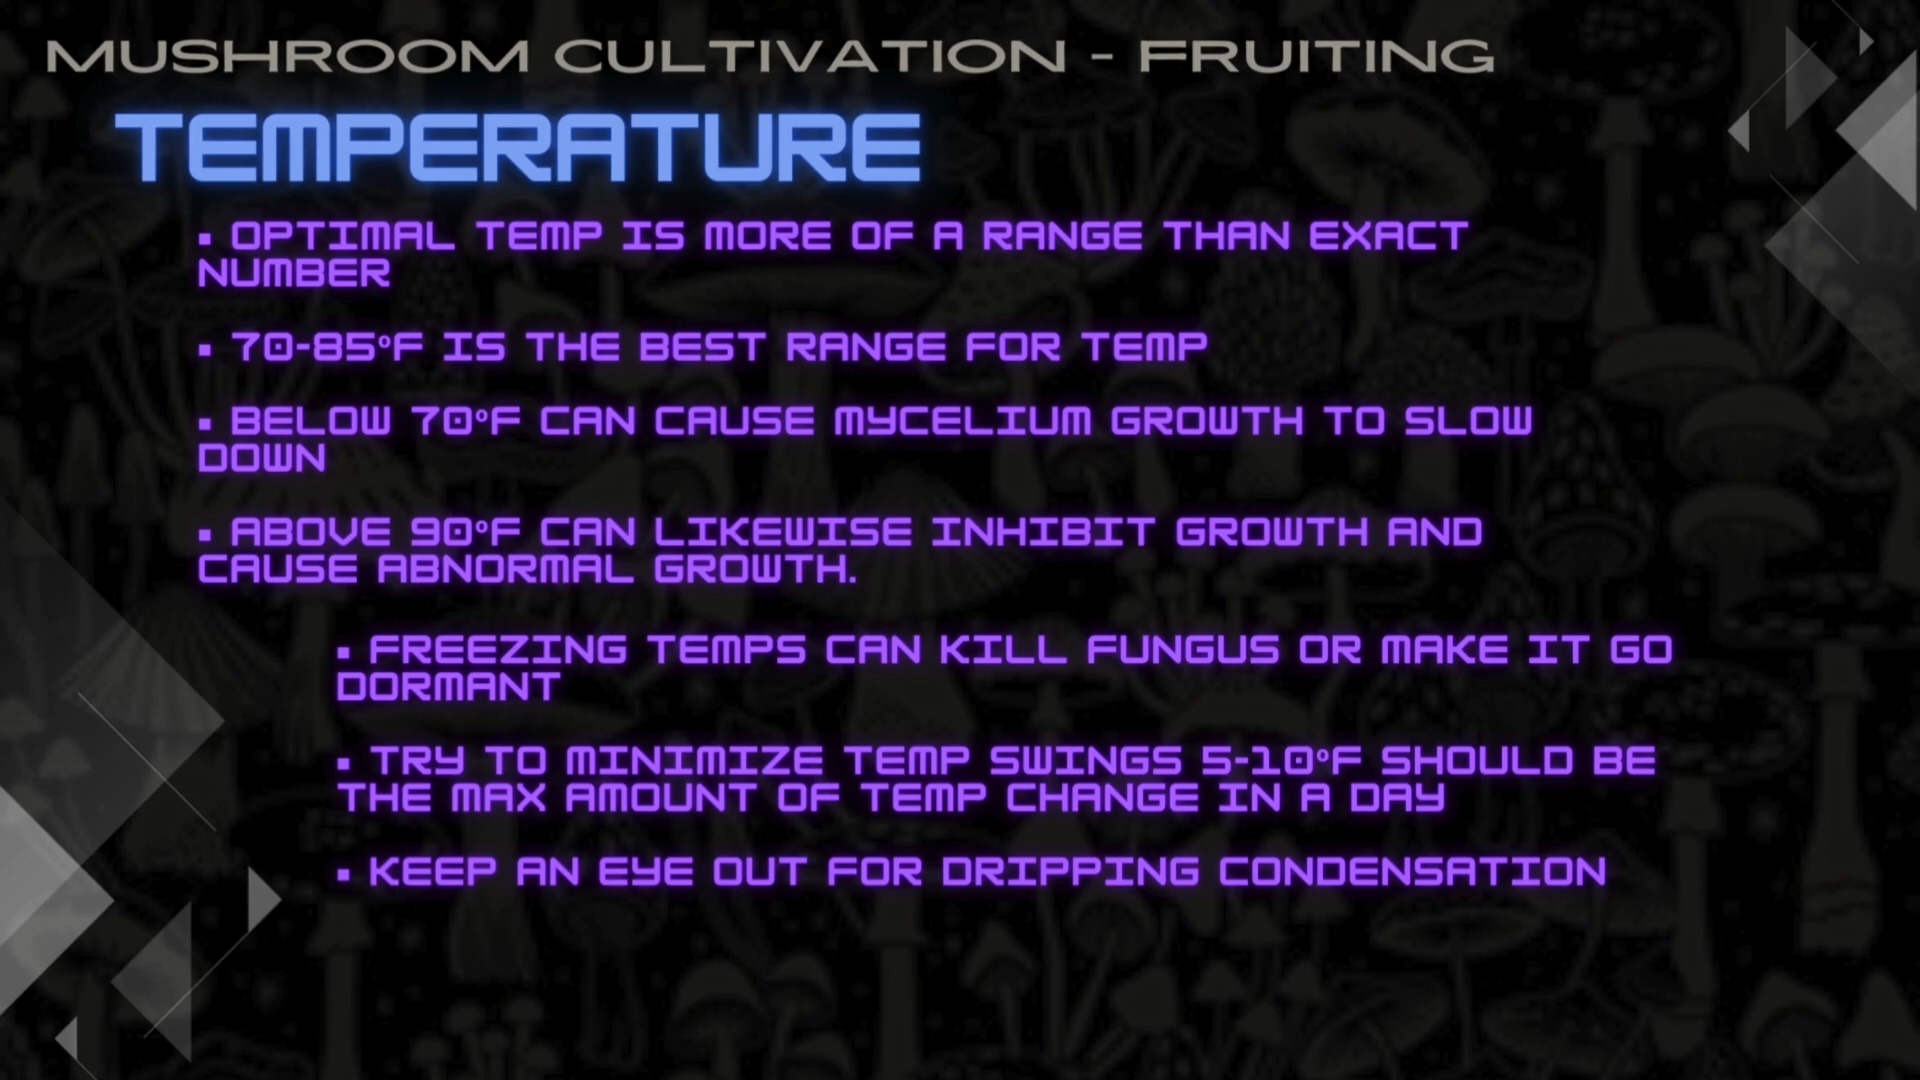 MUSHROOM CULTIVATION - FRUITING
TEMPERATURE
▪ OPTIMAL TEMP IS MORE OF A RANGE THAN EXACT
NUMBER
▪ 70-85°F IS THE BEST RANGE FOR TEMP
▪ BELOW 70°F CAN CAUSE MYCELIUM GROWTH TO SLOW
DOWN
▪ ABOVE 90°F CAN LIKEWISE INHIBIT GROWTH AND
CAUSE ABNORMAL GROWTH.
▪ FREEZING TEMPS CAN KILL FUNGUS OR MAKE IT GO
DORMANT
▪ TRY TO MINIMIZE TEMP SWINGS 5-10°F SHOULD BE
THE MAX AMOUNT OF TEMP CHANGE IN A DAY
▪ KEEP AN EYE OUT FOR DRIPPING CONDENSATION